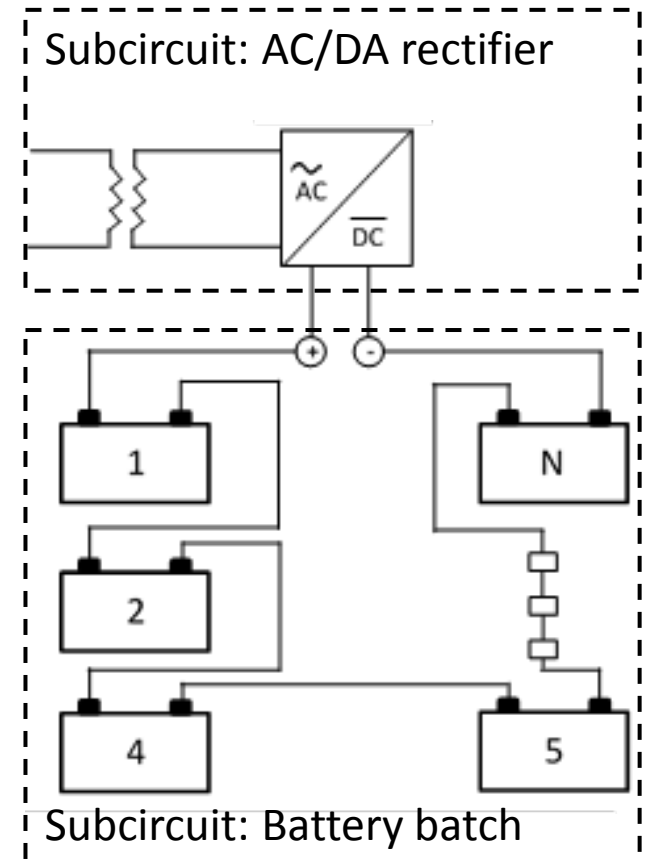 Subcircuit: AC/DA rectifier
AC
DC
+ -
1 N
2
4 5
Subcircuit: Battery batch